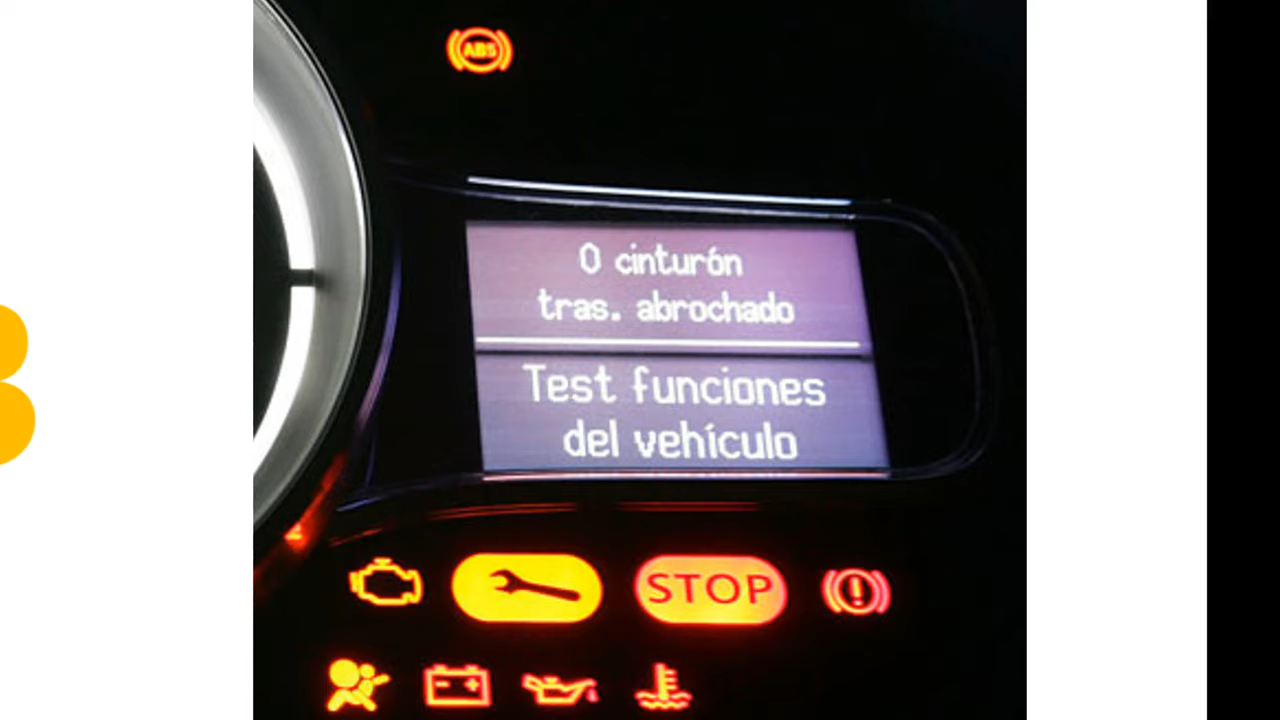 ABS
0 cinturón
tras. abrochado
Test funciones
del vehículo
STOP